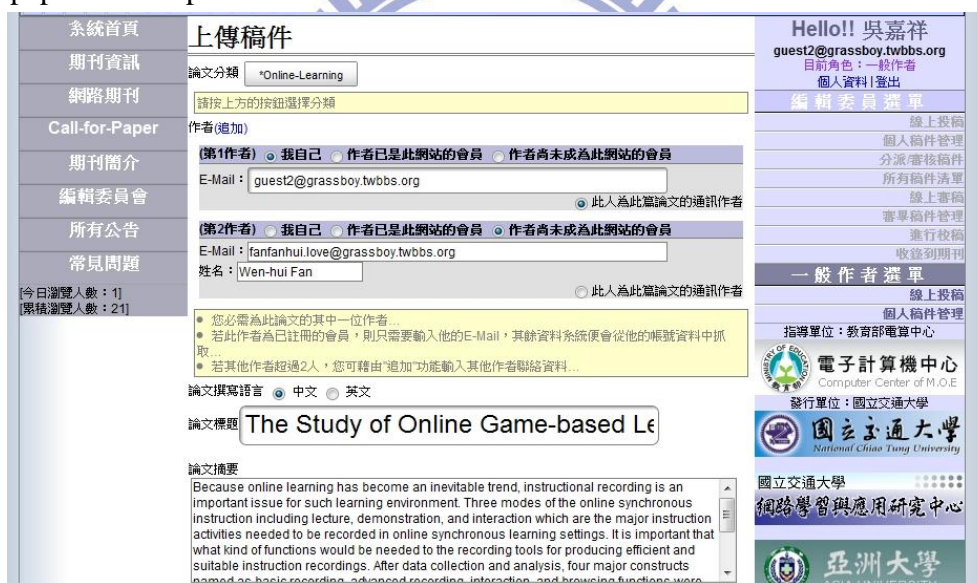 系統首頁
期刊資訊
網路期刊
Call-for-Paper
期刊簡介
編輯委員會
所有公告
常見問題
[今日瀏覽人數：1]
[累積瀏覽人數：21]
上傳稿件
論文分類 *Online-Learning
請按上方的按鈕選擇分類
作者(追加)
(第1作者) 我自己 作者已是此網站的會員 作者尚未成為此網站的會員
E-Mail：guest2@grassboy.twbbs.org
此人為此篇論文的通訊作者
(第2作者) 我自己 作者已是此網站的會員 作者尚未成為此網站的會員
E-Mail：fanfanhui.love@grassboy.twbbs.org
姓名：Wen-hui Fan
此人為此篇論文的通訊作者
您必需為此論文的其中一位作者...
若此作者為已註冊的會員，則只需要輸入他的E-Mail，其餘資料系統便會從他的帳號資料中抓
取...
若其他作者超過2人，您可藉由"追加"功能輸入其他作者聯絡資料...
論文撰寫語言 中文 英文
論文標題 The Study of Online Game-based Le
論文摘要
Because online learning has become an inevitable trend, instructional recording is an
important issue for such learning environment. Three modes of the online synchronous
instruction including lecture, demonstration, and interaction which are the major instruction
activities needed to be recorded in online synchronous learning settings. It is important that
what kind of functions would be needed to the recording tools for producing efficient and
suitable instruction recordings. After data collection and analysis, four major constructs
named as basic recording, advanced recording, interaction, and browsing functions were
Hello!! 吳嘉祥
guest2@grassboy.twbbs.org
目前角色：一般作者
個人資料|登出
編輯委員選單
線上投稿
個人稿件管理
分派/審核稿件
所有稿件清單
線上審稿
審畢稿件管理
進行校稿
收錄到期刊
一般作者選單
線上投稿
個人稿件管理
指導單位：教育部電算中心
電子計算機中心
Computer Center of M.O.E
發行單位：國立交通大學
國立交通大學
National Chiao Tung University
國立交通大學
網路學習與應用研究中心
亞洲大學
ASIA UNIVERSITY